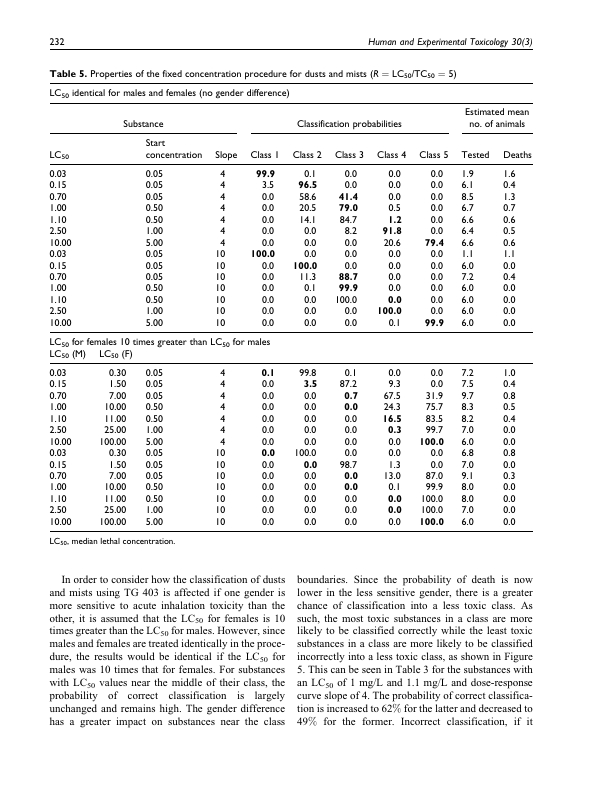 232 Human and Experimental Toxicology 30(3)
Table 5. Properties of the fixed concentration procedure for dusts and mists (R = LC50/TC50 = 5)
LC50 identical for males and females (no gender difference)
Substance Classification probabilities Estimated mean no. of animals
LC50 Start concentration Slope Class 1 Class 2 Class 3 Class 4 Class 5 Tested Deaths
0.03 0.05 4 99.9 0.1 0.0 0.0 0.0 1.9 1.6
0.15 0.05 4 3.5 96.5 0.0 0.0 0.0 6.1 0.4
0.70 0.05 4 0.0 58.6 41.4 0.0 0.0 8.5 1.3
1.00 0.50 4 0.0 20.5 79.0 0.5 0.0 6.7 0.7
1.10 0.50 4 0.0 14.1 84.7 1.2 0.0 6.6 0.6
2.50 1.00 4 0.0 0.0 8.2 91.8 0.0 6.4 0.5
10.00 5.00 4 0.0 0.0 0.0 20.6 79.4 6.6 0.6
0.03 0.05 10 100.0 0.0 0.0 0.0 0.0 1.1 1.1
0.15 0.05 10 0.0 100.0 0.0 0.0 0.0 6.0 0.0
0.70 0.05 10 0.0 11.3 88.7 0.0 0.0 7.2 0.4
1.00 0.50 10 0.0 0.1 99.9 0.0 0.0 6.0 0.0
1.10 0.50 10 0.0 0.0 100.0 0.0 0.0 6.0 0.0
2.50 1.00 10 0.0 0.0 0.0 100.0 0.0 6.0 0.0
10.00 5.00 10 0.0 0.0 0.0 0.1 99.9 6.0 0.0
LC50 for females 10 times greater than LC50 for males
LC50 (M) LC50 (F)
0.03 0.30 0.05 4 0.1 99.8 0.1 0.0 0.0 7.2 1.0
0.15 1.50 0.05 4 0.0 3.5 87.2 9.3 0.0 7.5 0.4
0.70 7.00 0.05 4 0.0 0.0 0.7 67.5 31.9 9.7 0.8
1.00 10.00 0.50 4 0.0 0.0 0.0 24.3 75.7 8.3 0.5
1.10 11.00 0.50 4 0.0 0.0 0.0 16.5 83.5 8.2 0.4
2.50 25.00 1.00 4 0.0 0.0 0.0 0.3 99.7 7.0 0.0
10.00 100.00 5.00 4 0.0 0.0 0.0 0.0 100.0 6.0 0.0
0.03 0.30 0.05 10 0.0 100.0 0.0 0.0 0.0 6.8 0.8
0.15 1.50 0.05 10 0.0 0.0 98.7 1.3 0.0 7.0 0.0
0.70 7.00 0.05 10 0.0 0.0 0.0 13.0 87.0 9.1 0.3
1.00 10.00 0.50 10 0.0 0.0 0.0 0.1 99.9 8.0 0.0
1.10 11.00 0.50 10 0.0 0.0 0.0 0.0 100.0 8.0 0.0
2.50 25.00 1.00 10 0.0 0.0 0.0 0.0 100.0 7.0 0.0
10.00 100.00 5.00 10 0.0 0.0 0.0 0.0 100.0 6.0 0.0
LC50, median lethal concentration.
In order to consider how the classification of dusts
and mists using TG 403 is affected if one gender is
more sensitive to acute inhalation toxicity than the
other, it is assumed that the LC50 for females is 10
times greater than the LC50 for males. However, since
males and females are treated identically in the proce-
dure, the results would be identical if the LC50 for
males was 10 times that for females. For substances
with LC50 values near the middle of their class, the
probability of correct classification is largely
unchanged and remains high. The gender difference
has a greater impact on substances near the class
boundaries. Since the probability of death is now
lower in the less sensitive gender, there is a greater
chance of classification into a less toxic class. As
such, the most toxic substances in a class are more
likely to be classified correctly while the least toxic
substances in a class are more likely to be classified
incorrectly into a less toxic class, as shown in Figure
5. This can be seen in Table 3 for the substances with
an LC50 of 1 mg/L and 1.1 mg/L and dose-response
curve slope of 4. The probability of correct classifica-
tion is increased to 62% for the latter and decreased to
49% for the former. Incorrect classification, if it